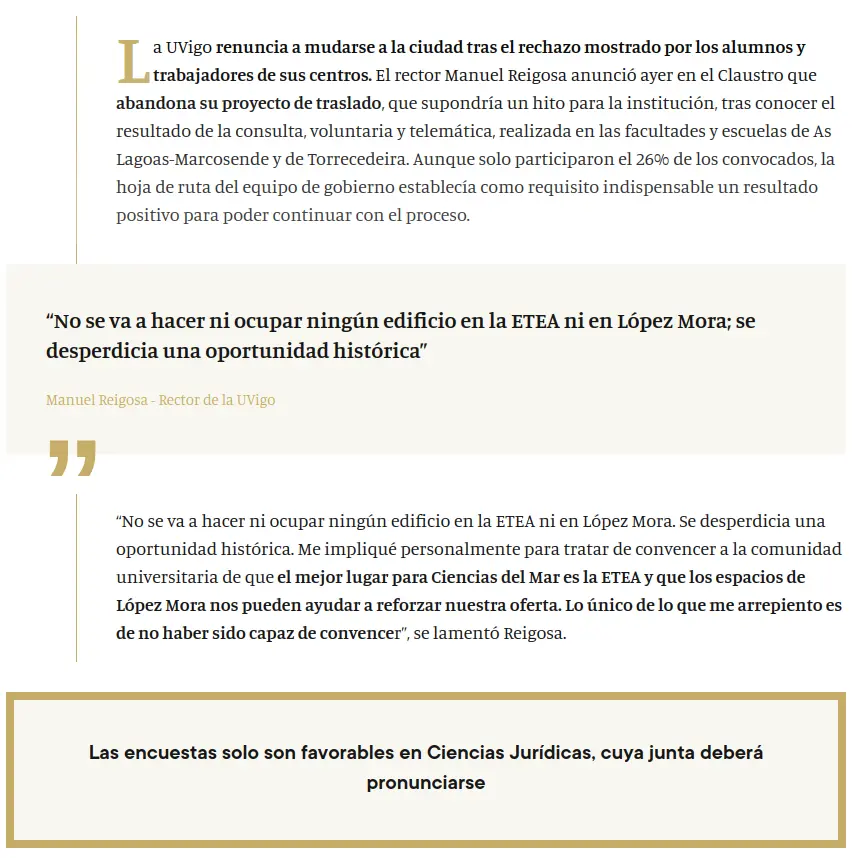 La UVigo renuncia a mudarse a la ciudad tras el rechazo mostrado por los alumnos y
trabajadores de sus centros. El rector Manuel Reigosa anunció ayer en el Claustro que
abandona su proyecto de traslado, que supondría un hito para la institución, tras conocer el
resultado de la consulta, voluntaria y telemática, realizada en las facultades y escuelas de As
Lagoas-Marcosende y de Torrecedeira. Aunque solo participaron el 26% de los convocados, la
hoja de ruta del equipo de gobierno establecía como requisito indispensable un resultado
positivo para poder continuar con el proceso.
“No se va a hacer ni ocupar ningún edificio en la ETEA ni en López Mora; se
desperdicia una oportunidad histórica”
Manuel Reigosa - Rector de la UVigo
”
“No se va a hacer ni ocupar ningún edificio en la ETEA ni en López Mora. Se desperdicia una
oportunidad histórica. Me impliqué personalmente para tratar de convencer a la comunidad
universitaria de que el mejor lugar para Ciencias del Mar es la ETEA y que los espacios de
López Mora nos pueden ayudar a reforzar nuestra oferta. Lo único de lo que me arrepiento es
de no haber sido capaz de convencer”, se lamentó Reigosa.
Las encuestas solo son favorables en Ciencias Jurídicas, cuya junta deberá
pronunciarse